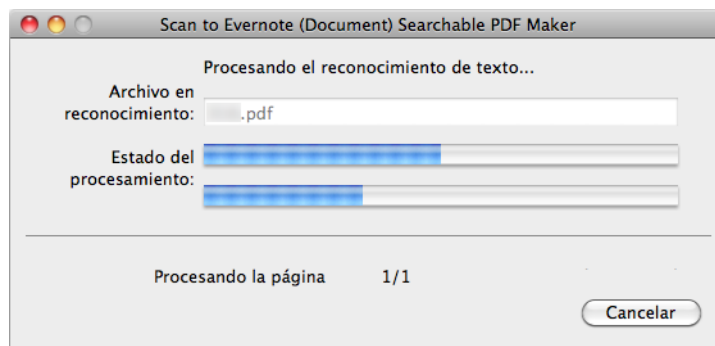 Scan to Evernote (Document) Searchable PDF Maker
Procesando el reconocimiento de texto...
Archivo en
reconocimiento:
.pdf
Estado del
procesamiento:
Procesando la página 1/1
Cancelar